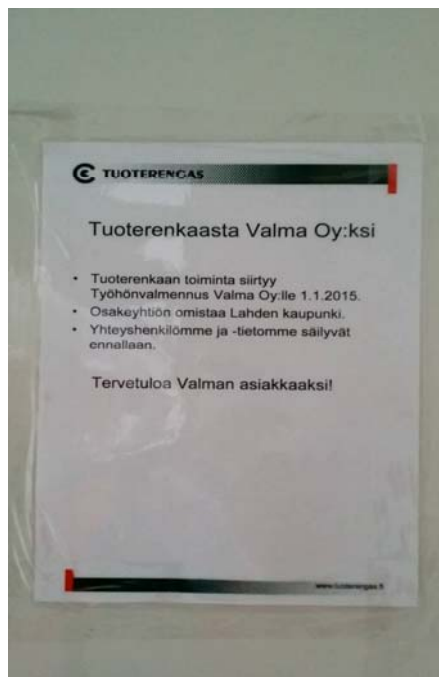 TUOTERENGAS
Tuoterenkaasta Valma Oy:ksi
• Tuoterenkaan toiminta siirtyy
Työhönvalmennus Valma Oy:lle 1.1.2015.
• Osakeyhtiön omistaa Lahden kaupunki.
• Yhteyshenkilömme ja -tietomme säilyvät
ennallaan.
Tervetuloa Valman asiakkaaksi!
www.tuoterengas.fi